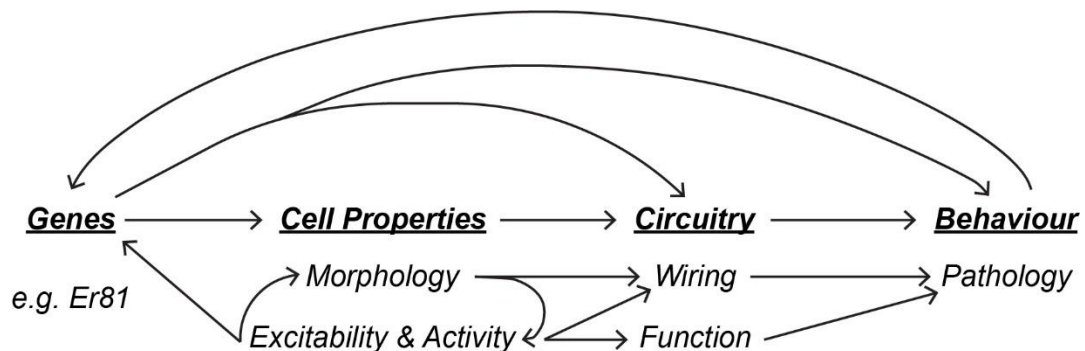 Genes Cell Properties Circuitry Behaviour
Morphology Wiring Pathology
e.g. Er81
Excitability & Activity Function